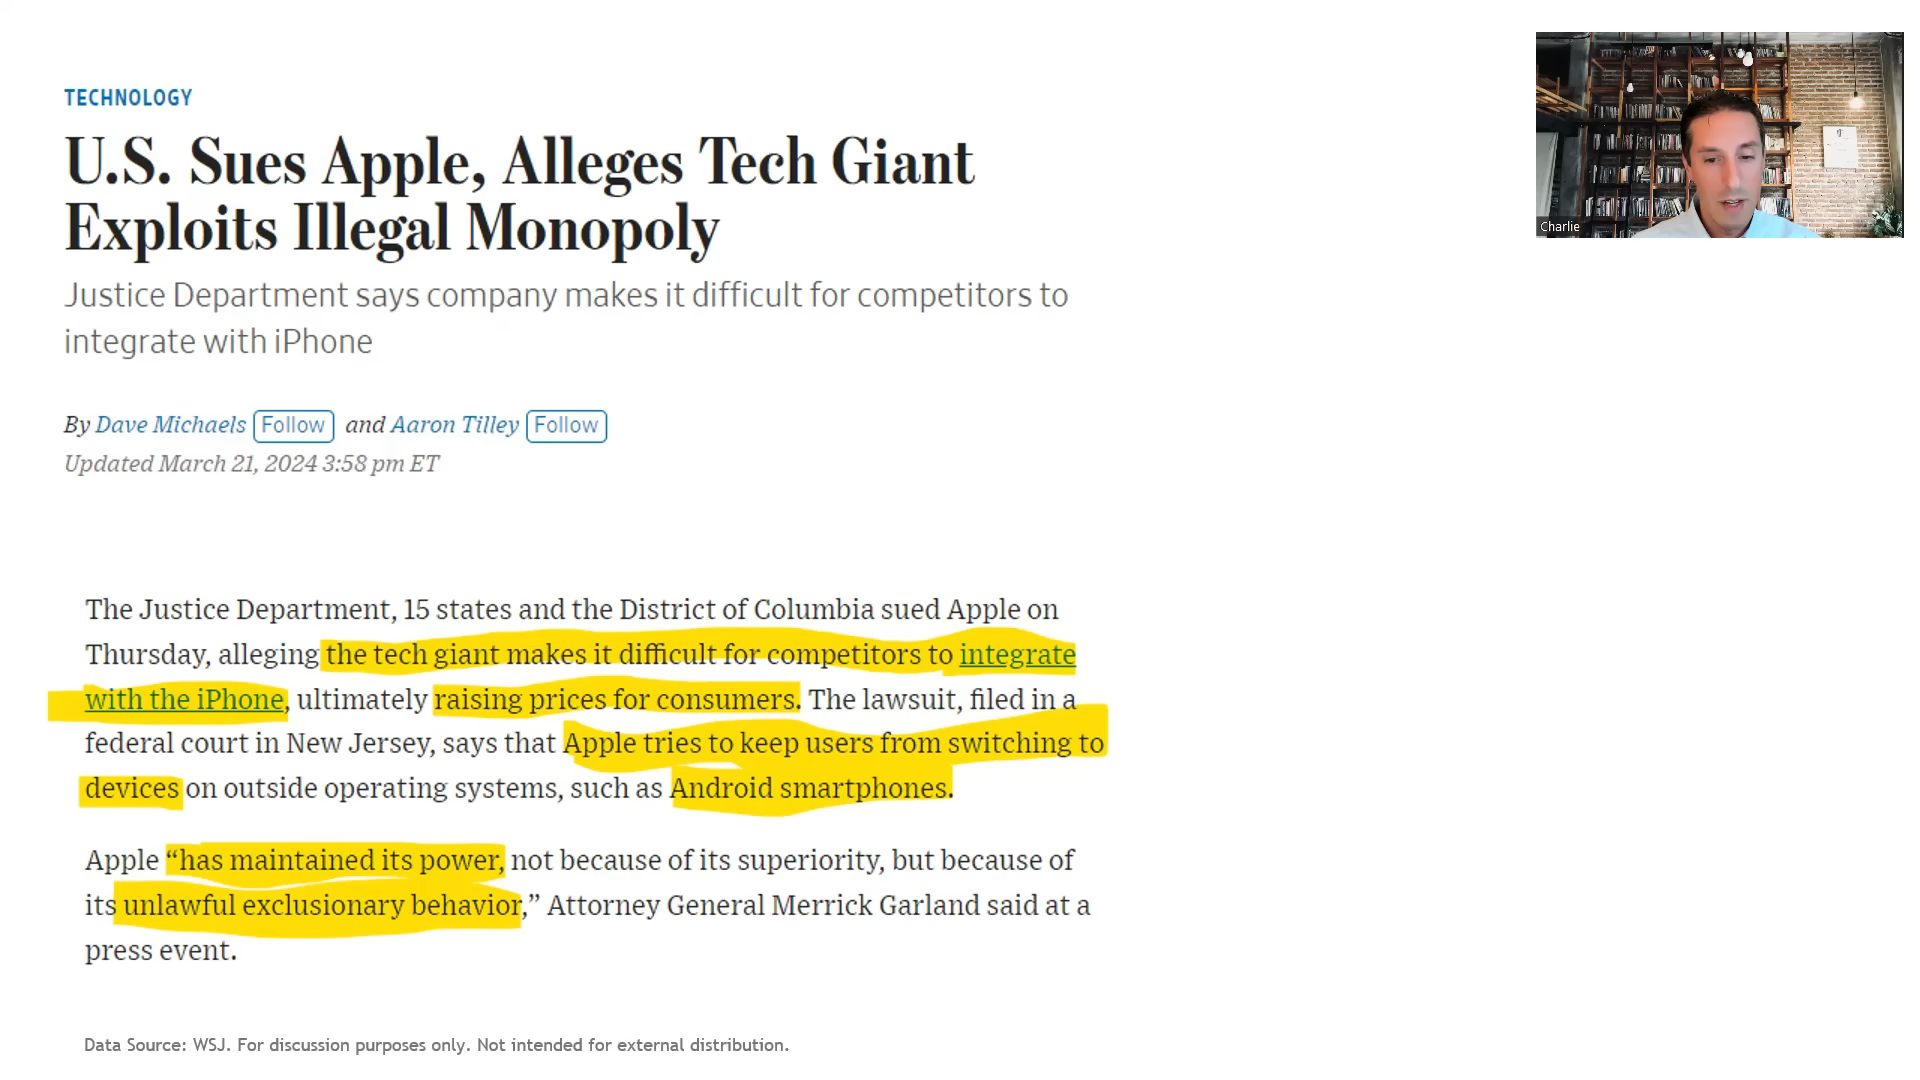 TECHNOLOGY
U.S. Sues Apple, Alleges Tech Giant
Exploits Illegal Monopoly
Justice Department says company makes it difficult for competitors to
integrate with iPhone
By Dave Michaels Follow and Aaron Tilley Follow
Updated March 21, 2024 3:58 pm ET
The Justice Department, 15 states and the District of Columbia sued Apple on
Thursday, alleging the tech giant makes it difficult for competitors to integrate
with the iPhone, ultimately raising prices for consumers. The lawsuit, filed in a
federal court in New Jersey, says that Apple tries to keep users from switching to
devices on outside operating systems, such as Android smartphones.
Apple “has maintained its power, not because of its superiority, but because of
its unlawful exclusionary behavior,” Attorney General Merrick Garland said at a
press event.
Data Source: WSJ. For discussion purposes only. Not intended for external distribution.
Charlie